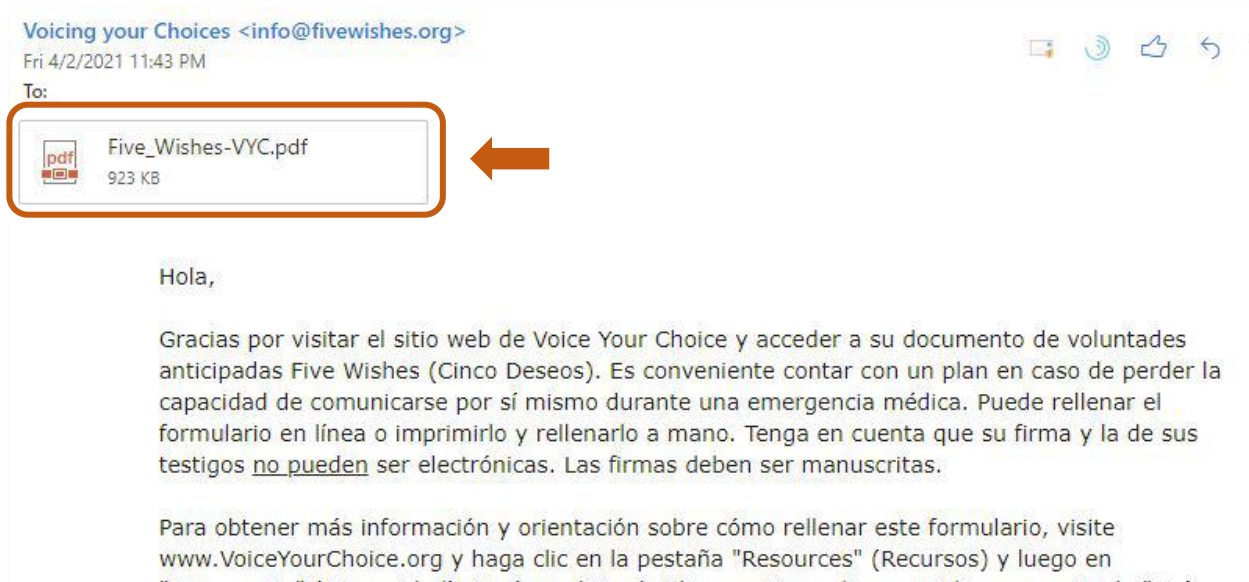 Voicing your Choices <info@fivewishes.org>
Fri 4/2/2021 11:43 PM
To:
pdf
Five_Wishes-VYC.pdf
923 KB
Hola,
Gracias por visitar el sitio web de Voice Your Choice y acceder a su documento de voluntades
anticipadas Five Wishes (Cinco Deseos). Es conveniente contar con un plan en caso de perder la
capacidad de comunicarse por sí mismo durante una emergencia médica. Puede rellenar el
formulario en línea o imprimirlo y rellenarlo a mano. Tenga en cuenta que su firma y la de sus
testigos no pueden ser electrónicas. Las firmas deben ser manuscritas.
Para obtener más información y orientación sobre cómo rellenar este formulario, visite
www.VoiceYourChoice.org y haga clic en la pestaña "Resources" (Recursos) y luego en